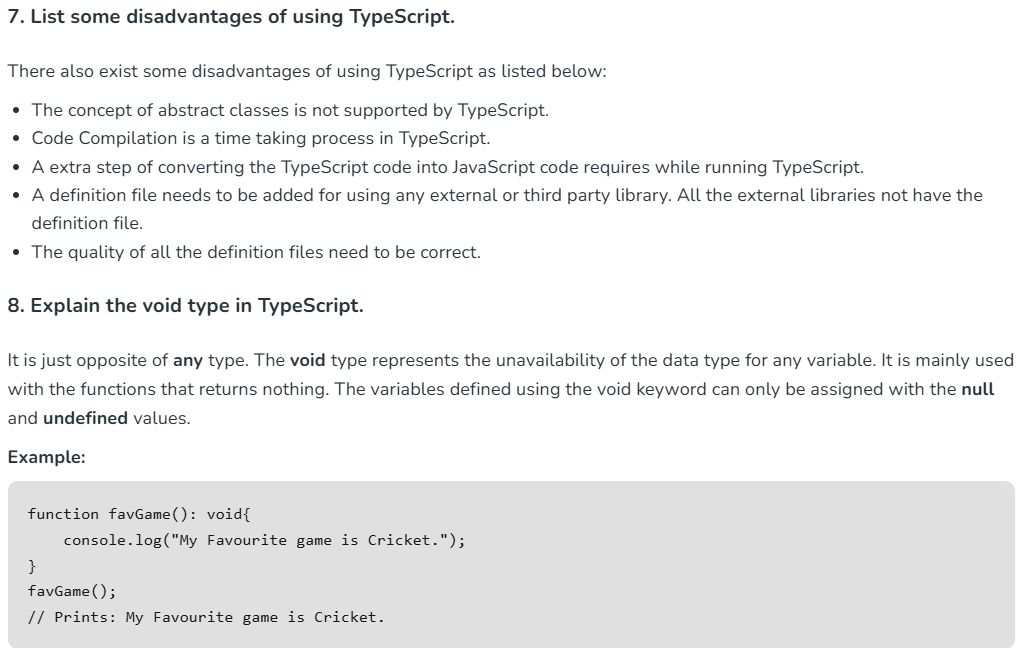 7. List some disadvantages of using TypeScript.
There also exist some disadvantages of using TypeScript as listed below:
• The concept of abstract classes is not supported by TypeScript.
• Code Compilation is a time taking process in TypeScript.
• A extra step of converting the TypeScript code into JavaScript code requires while running TypeScript.
• A definition file needs to be added for using any external or third party library. All the external libraries not have the
definition file.
• The quality of all the definition files need to be correct.
8. Explain the void type in TypeScript.
It is just opposite of any type. The void type represents the unavailability of the data type for any variable. It is mainly used
with the functions that returns nothing. The variables defined using the void keyword can only be assigned with the null
and undefined values.
Example:
function favGame(): void{
    console.log("My Favourite game is Cricket.");
}
favGame();
// Prints: My Favourite game is Cricket.